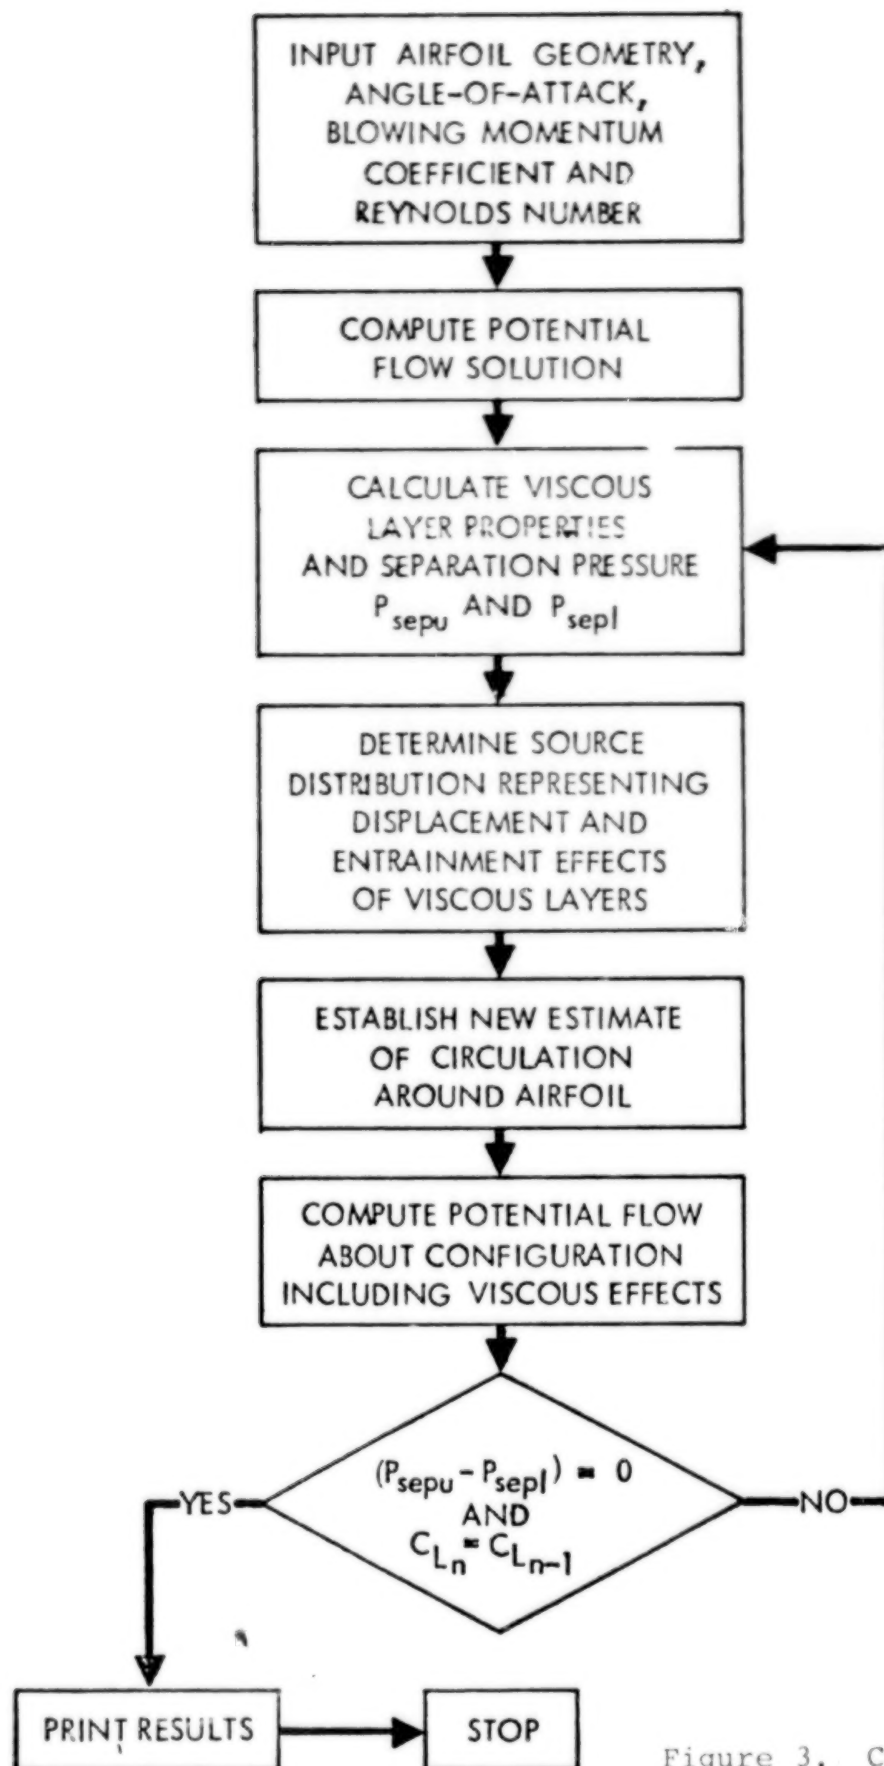 INPUT AIRFOIL GEOMETRY,
ANGLE-OF-ATTACK,
BLOWING MOMENTUM
COEFFICIENT AND
REYNOLDS NUMBER
COMPUTE POTENTIAL
FLOW SOLUTION
CALCULATE VISCOUS
LAYER PROPERTIES
AND SEPARATION PRESSURE
P_sepu AND P_sepl
DETERMINE SOURCE
DISTRIBUTION REPRESENTING
DISPLACEMENT AND
ENTRAINMENT EFFECTS
OF VISCOUS LAYERS
ESTABLISH NEW ESTIMATE
OF CIRCULATION
AROUND AIRFOIL
COMPUTE POTENTIAL FLOW
ABOUT CONFIGURATION
INCLUDING VISCOUS EFFECTS
(P_sepu - P_sepl) = 0
AND
C_L_n = C_L_n-1
YES
NO
PRINT RESULTS
STOP
Figure 3. C